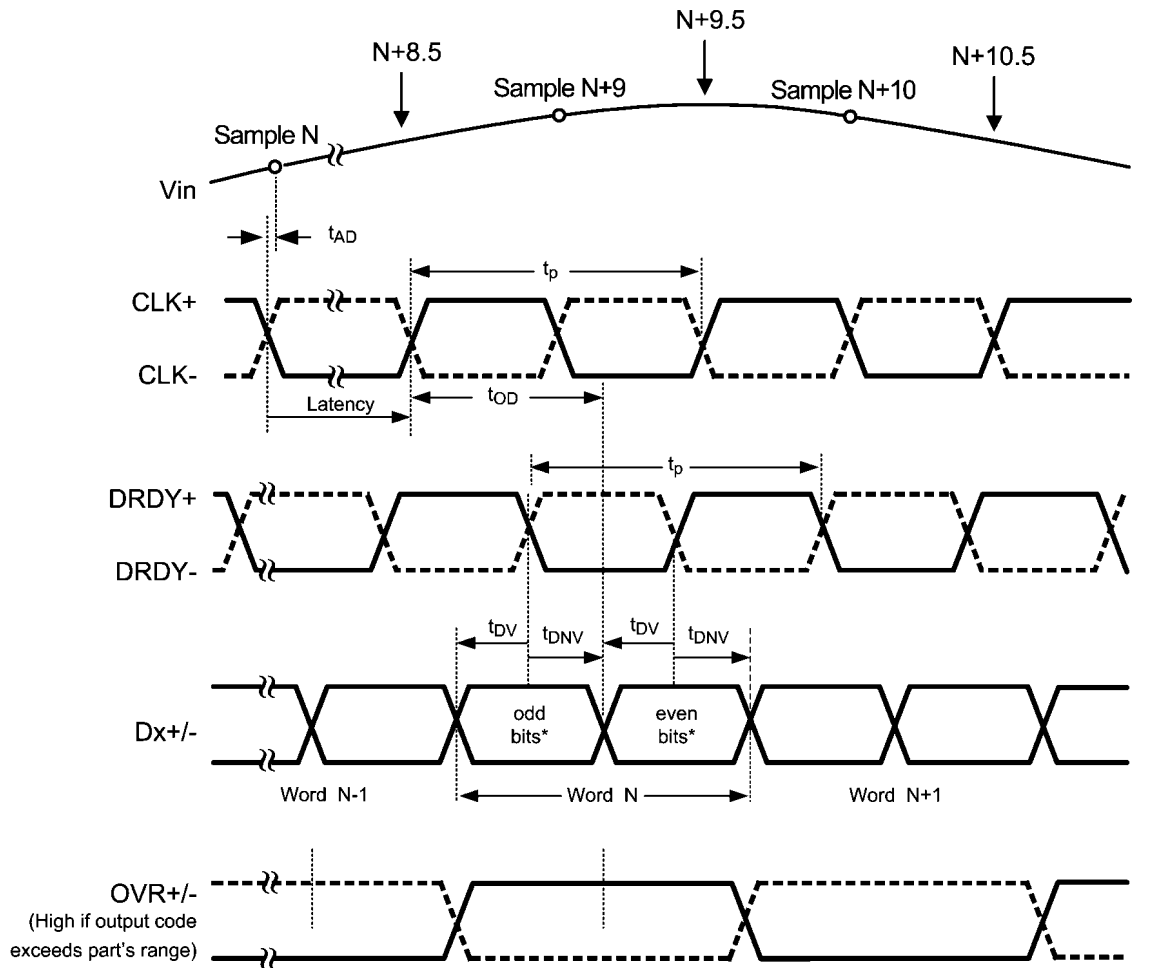 N+9.5
N+8.5
N+10.5
Sample N+9
Sample N+10
Sample N
Vin
tAD
tp
CLK+
CLK-
Latency
tOD
tp
DRDY+
DRDY-
tDV
tDNV
tDV
tDNV
odd
bits*
even
bits*
Dx+/-
Word N-1
Word N
Word N+1
OVR+/-
(High if output code
exceeds part's range)